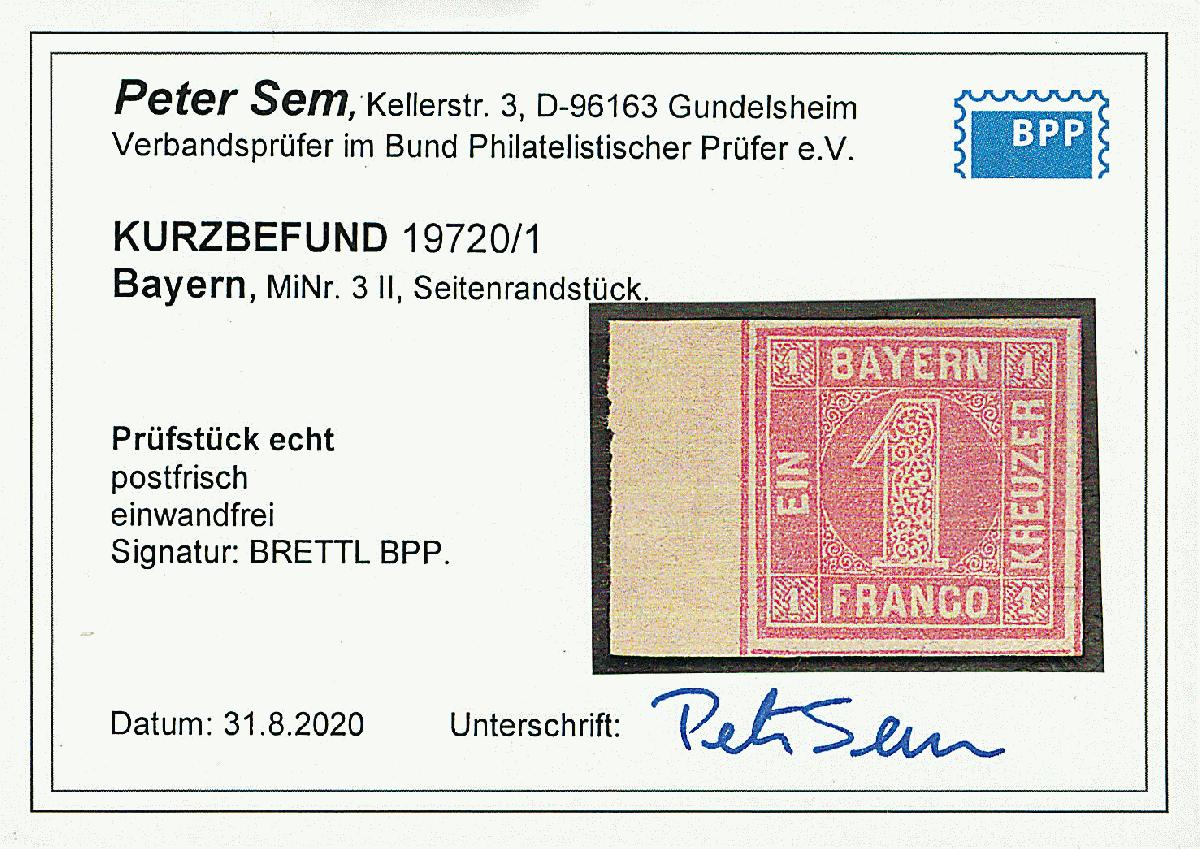 Peter Sem, Kellerstr. 3, D-96163 Gundelsheim
Verbandsprüfer im Bund Philatelistischer Prüfer e.V.
BPP
KURZBEFUND 19720/1
Bayern, MiNr. 3 II, Seitenrandstück.
1 BAYERN 1
EIN
1
KREUZER
1 FRANCO 1
Prüfstück echt
postfrisch
einwandfrei
Signatur: BRETTL BPP.
Datum: 31.8.2020 Unterschrift: Peter Sem